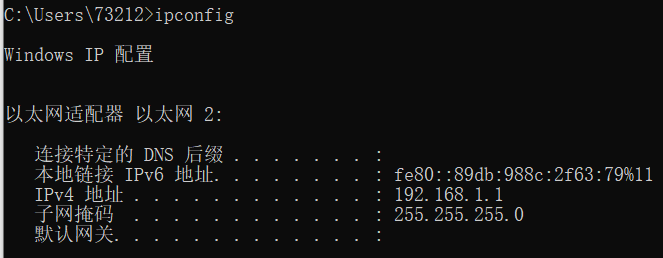 C:\Users\73212>ipconfig
Windows IP 配置
以太网适配器 以太网 2:
连接特定的 DNS 后缀 . . . . . . . :
本地链接 IPv6 地址. . . . . . . . : fe80::89db:988c:2f63:79%11
IPv4 地址 . . . . . . . . . . . . : 192.168.1.1
子网掩码 . . . . . . . . . . . . : 255.255.255.0
默认网关. . . . . . . . . . . . . :